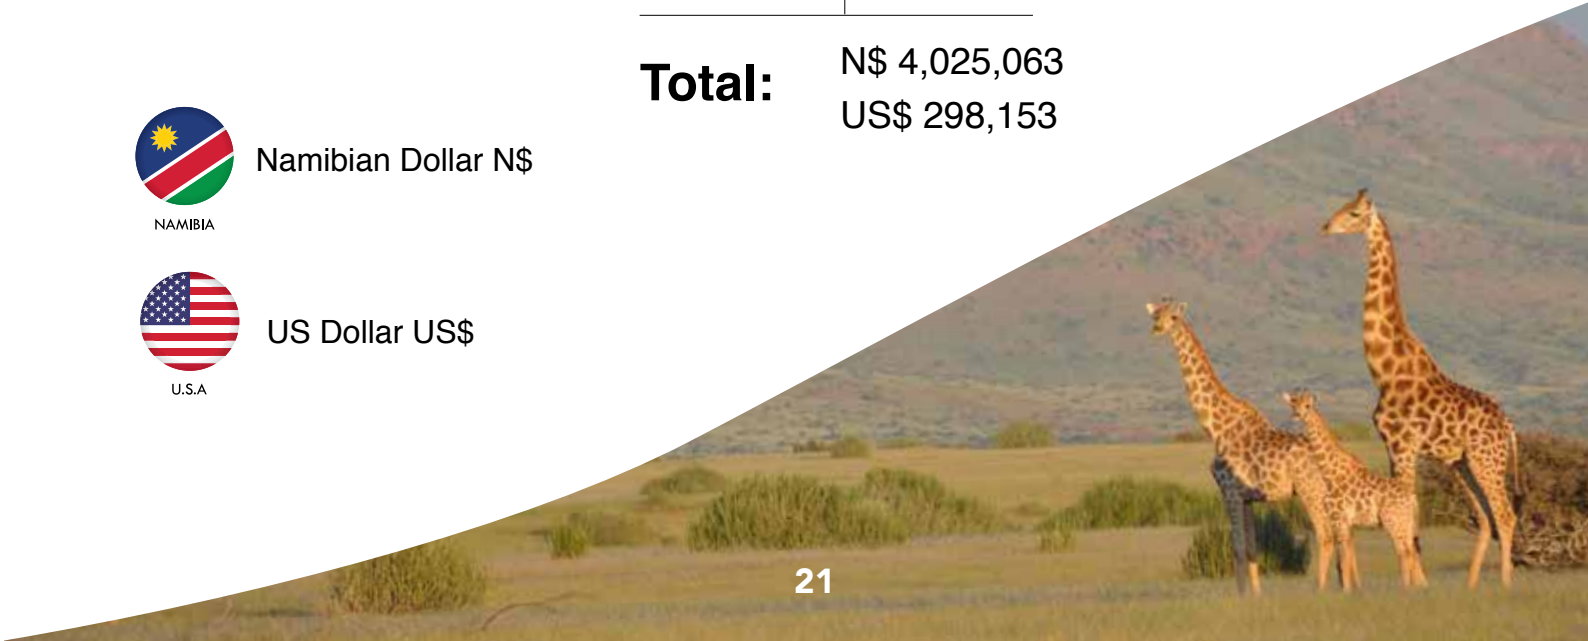 Total:
N$ 4,025,063
US$ 298,153
Namibian Dollar N$
NAMIBIA
US Dollar US$
U.S.A
21